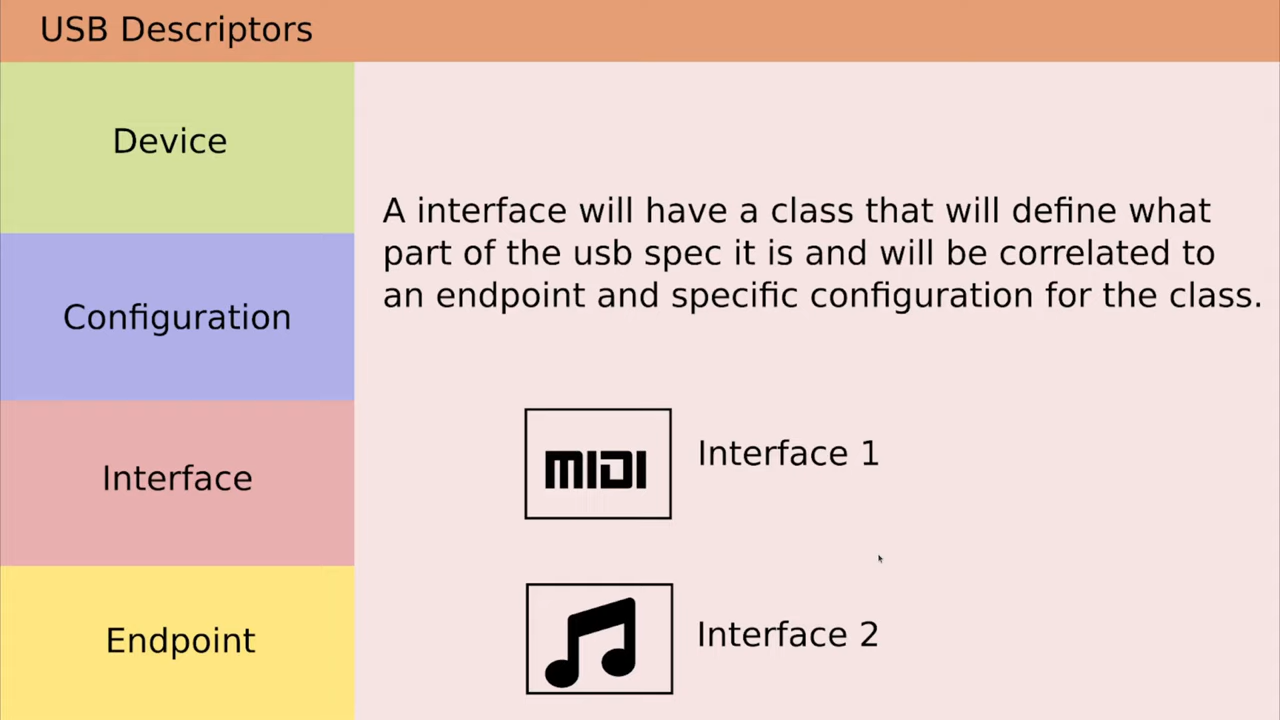 USB Descriptors
Device
Configuration
Interface
Endpoint
A interface will have a class that will define what
part of the usb spec it is and will be correlated to
an endpoint and specific configuration for the class.
MIDI
Interface 1
Interface 2